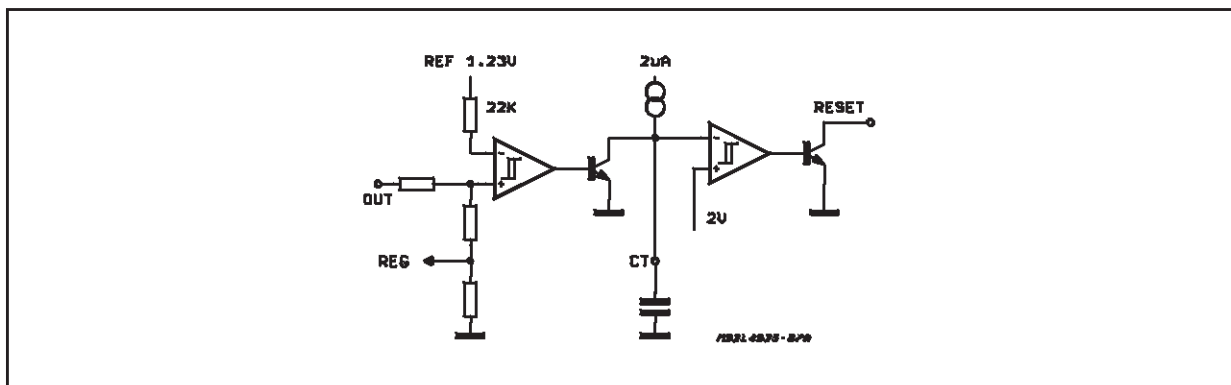 REF 1.23V
2uA
22K
RESET
-
+
-
+
OUT
2V
REG
CT